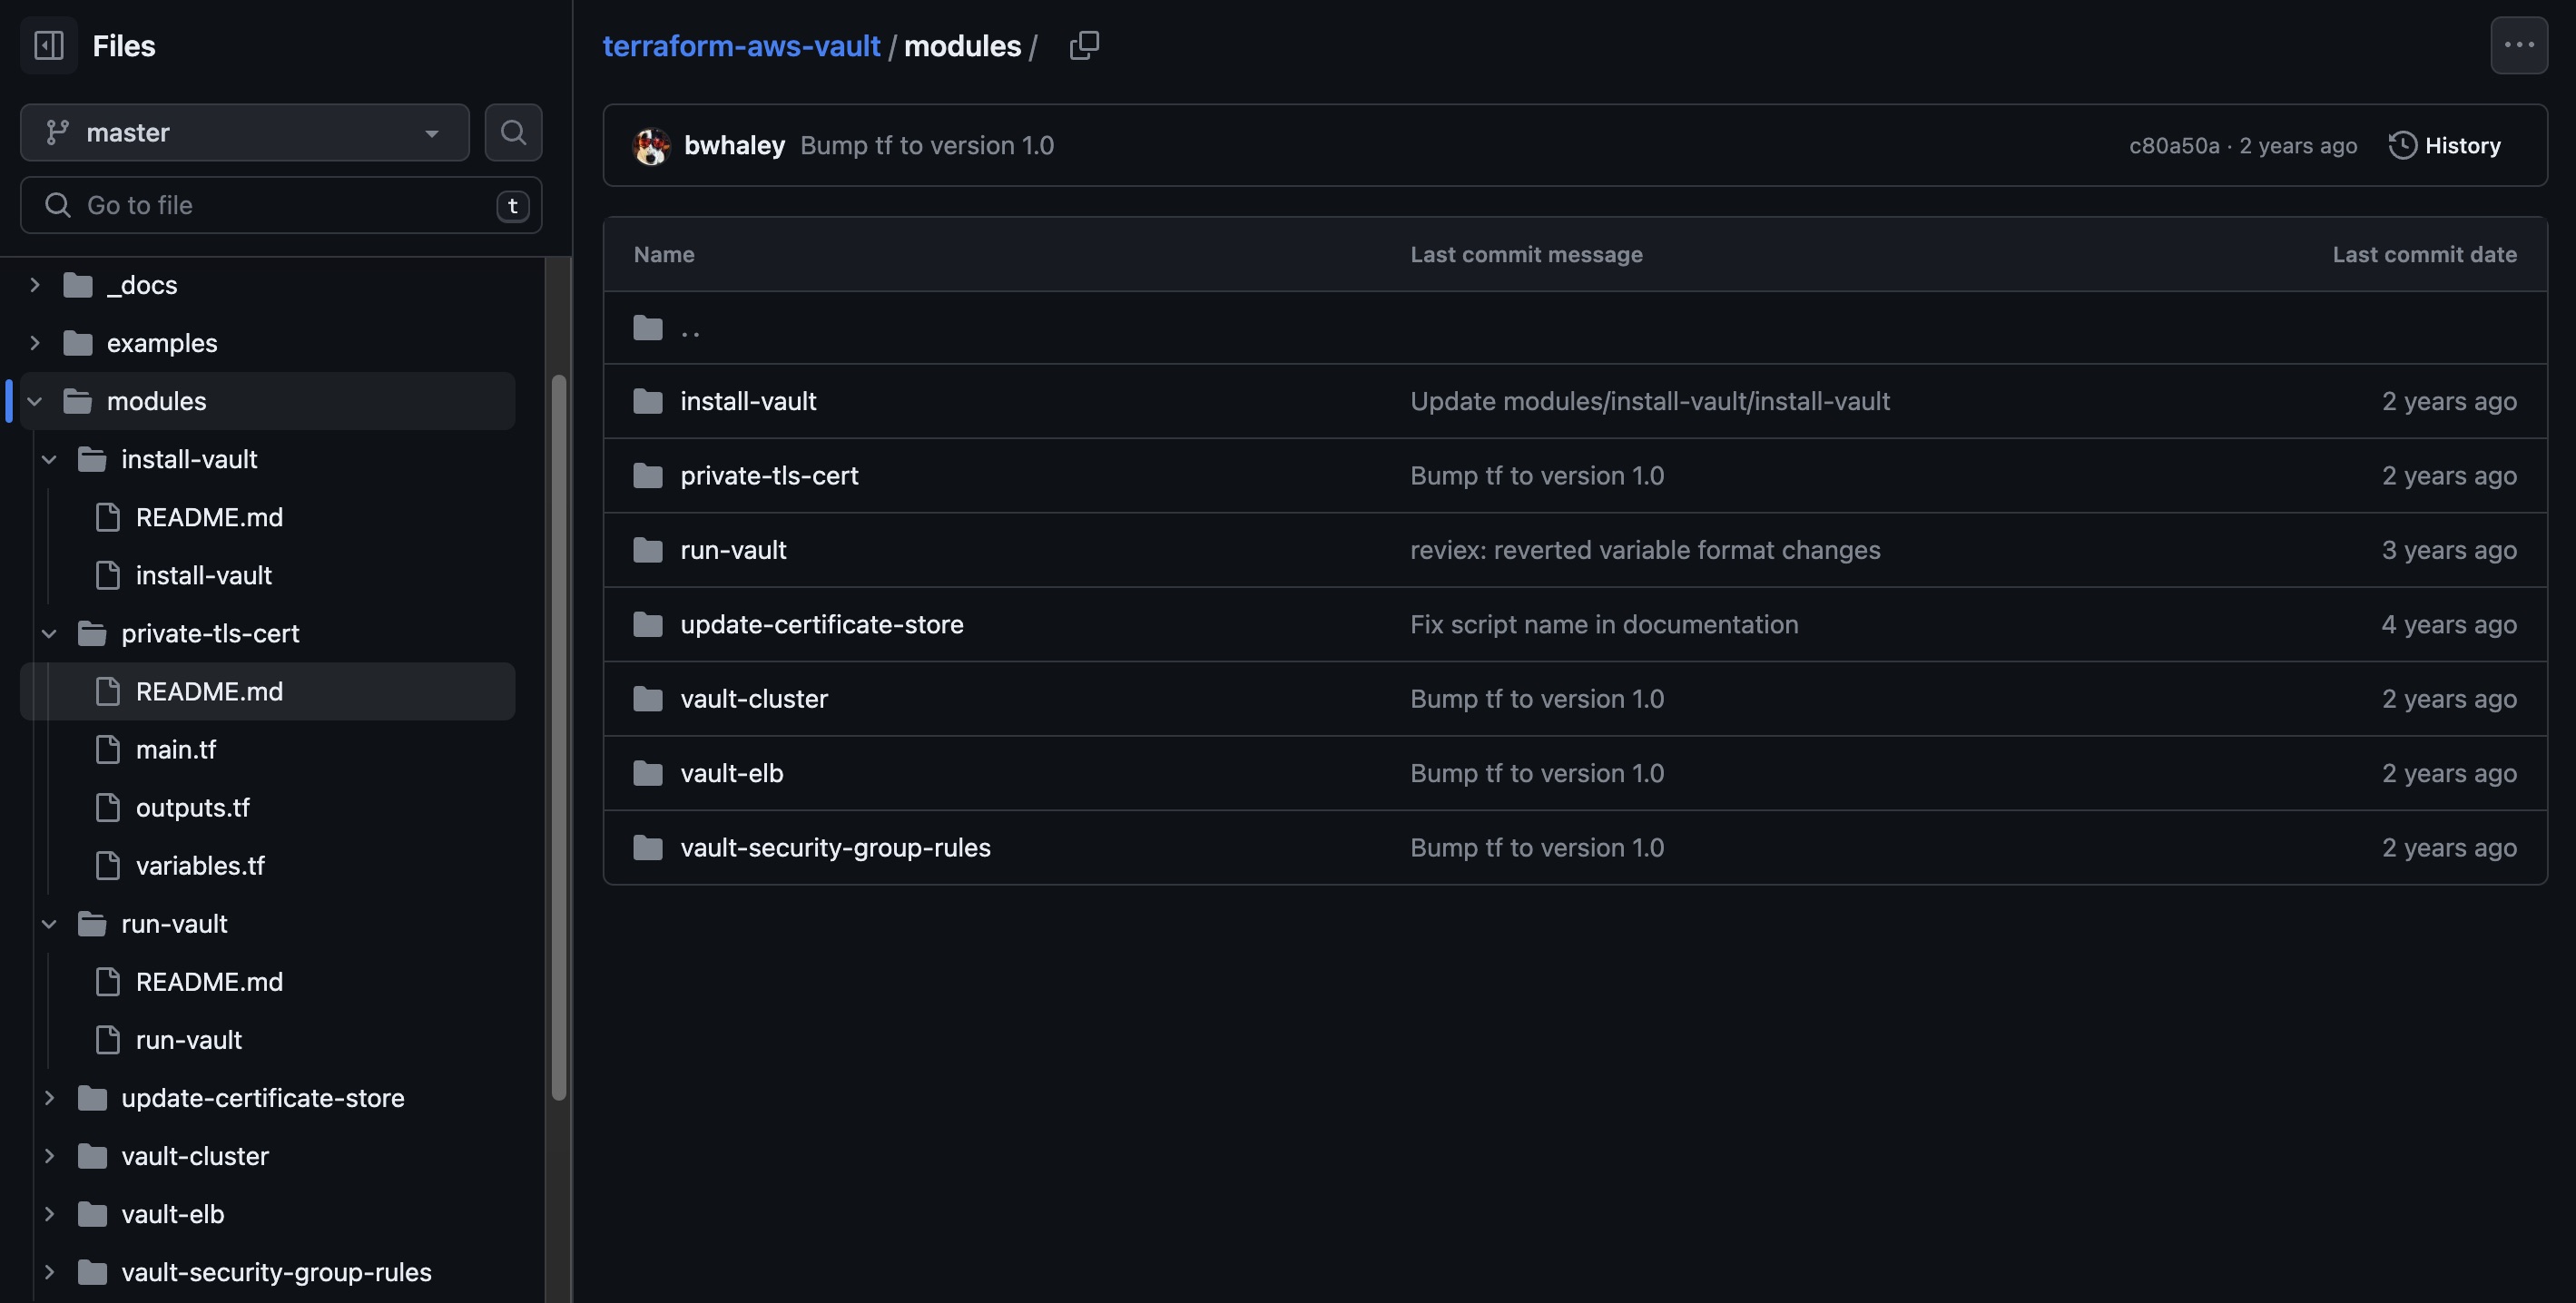 Files
master
Go to file
t
_docs
examples
modules
install-vault
README.md
install-vault
private-tls-cert
README.md
main.tf
outputs.tf
variables.tf
run-vault
README.md
run-vault
update-certificate-store
vault-cluster
vault-elb
vault-security-group-rules
terraform-aws-vault / modules /
bwhaley Bump tf to version 1.0 c80a50a · 2 years ago History
Name Last commit message Last commit date
..
install-vault Update modules/install-vault/install-vault 2 years ago
private-tls-cert Bump tf to version 1.0 2 years ago
run-vault reviex: reverted variable format changes 3 years ago
update-certificate-store Fix script name in documentation 4 years ago
vault-cluster Bump tf to version 1.0 2 years ago
vault-elb Bump tf to version 1.0 2 years ago
vault-security-group-rules Bump tf to version 1.0 2 years ago